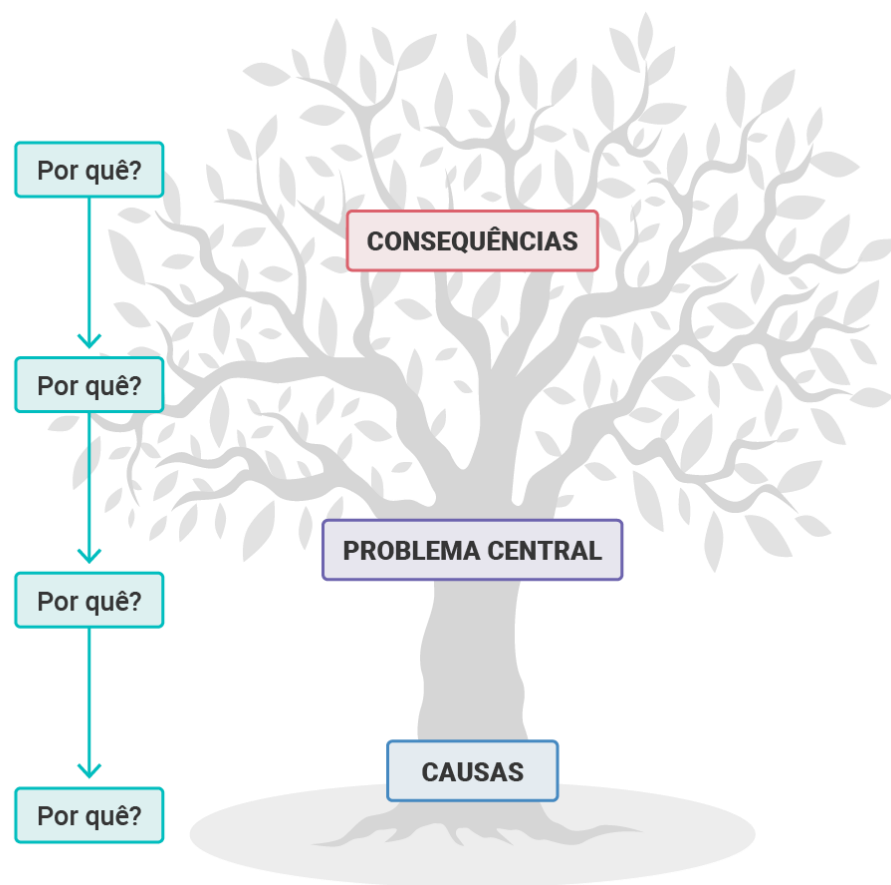 Por quê?
CONSEQUÊNCIAS
Por quê?
PROBLEMA CENTRAL
Por quê?
CAUSAS
Por quê?